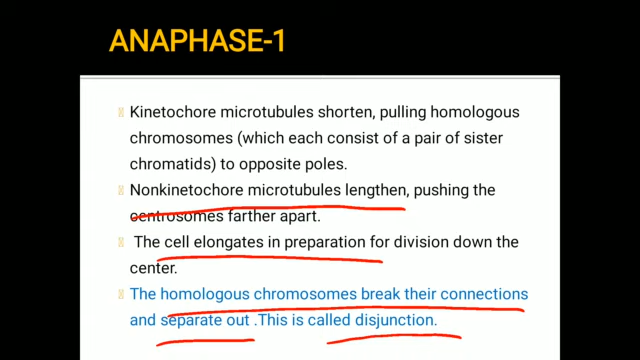 ANAPHASE-1
Kinetochore microtubules shorten, pulling homologous
chromosomes (which each consist of a pair of sister
chromatids) to opposite poles.
Nonkinetochore microtubules lengthen, pushing the
centrosomes farther apart.
The cell elongates in preparation for division down the
center.
The homologous chromosomes break their connections
and separate out .This is called disjunction.